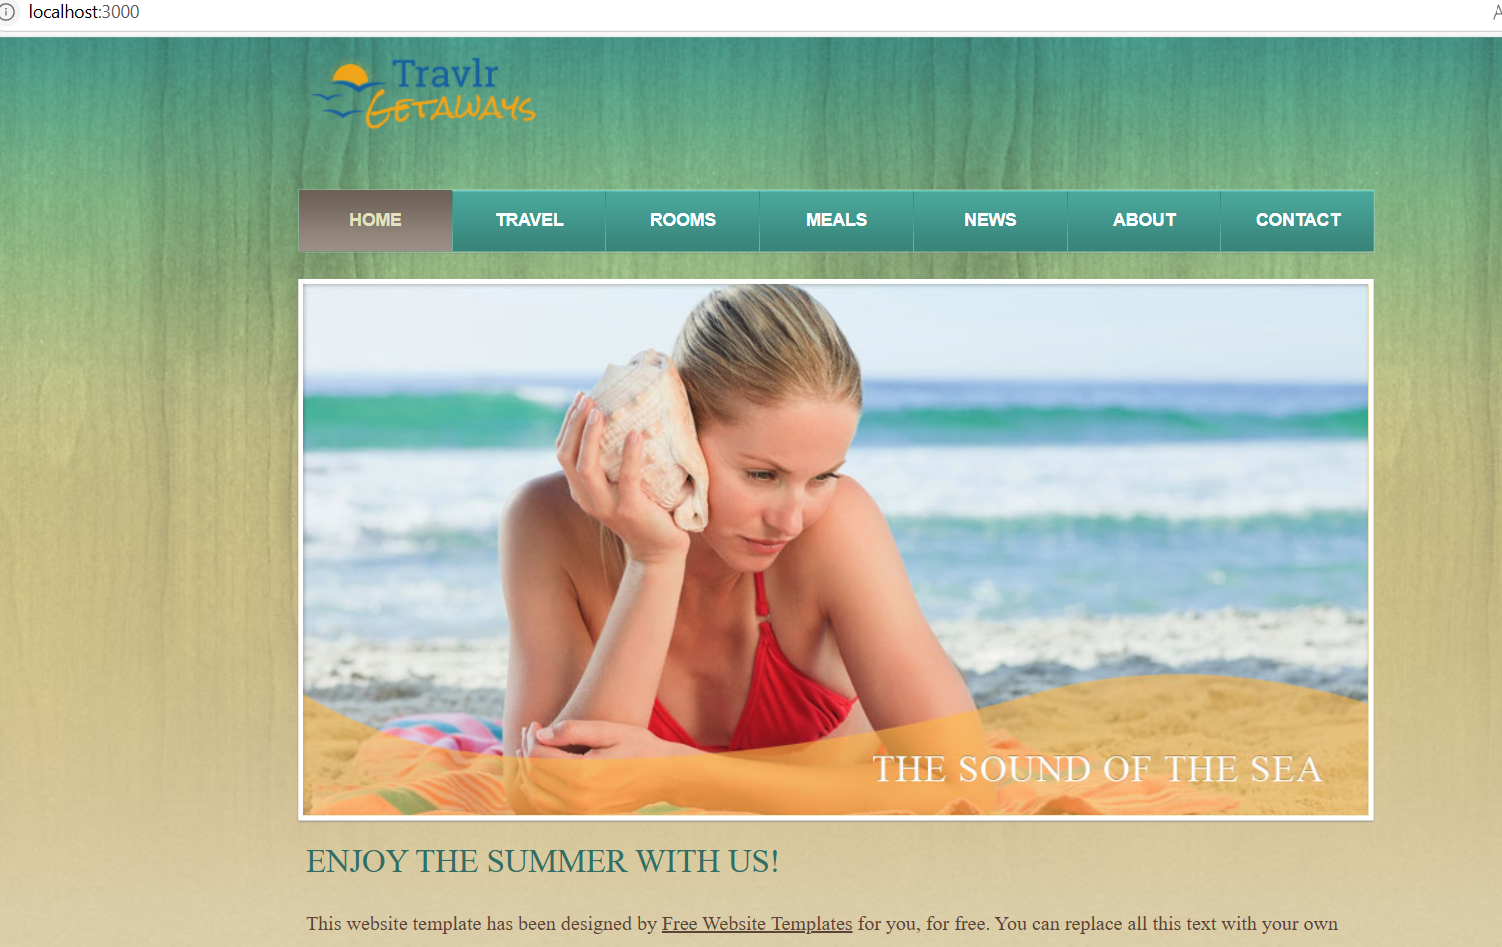 localhost:3000
Travlr
Getaways
HOME TRAVEL ROOMS MEALS NEWS ABOUT CONTACT
THE SOUND OF THE SEA
ENJOY THE SUMMER WITH US!
This website template has been designed by Free Website Templates for you, for free. You can replace all this text with your own